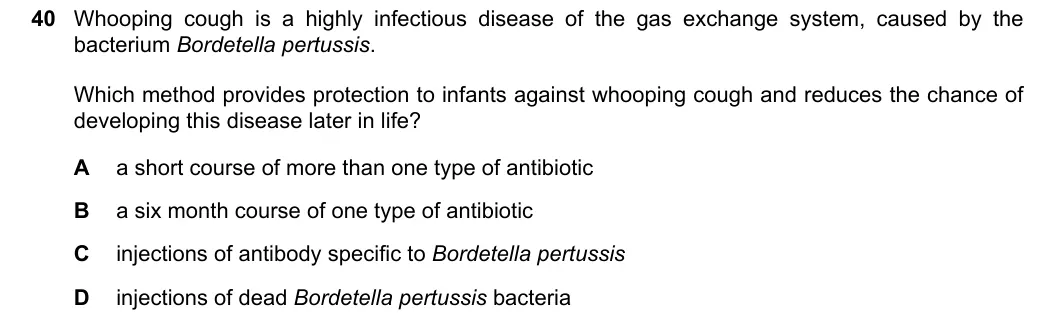 40 Whooping cough is a highly infectious disease of the gas exchange system, caused by the
bacterium Bordetella pertussis.
Which method provides protection to infants against whooping cough and reduces the chance of
developing this disease later in life?
A a short course of more than one type of antibiotic
B a six month course of one type of antibiotic
C injections of antibody specific to Bordetella pertussis
D injections of dead Bordetella pertussis bacteria